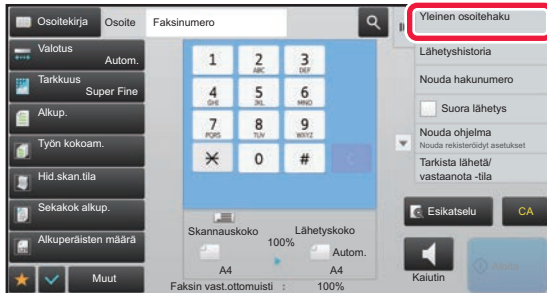 Osoitekirja
Osoite
Faksinumero
Valotus
Autom.
Tarkkuus
Super Fine
Alkup.
Työn kokoam.
Hid.skan.tila
Sekakok alkup.
Alkuperäisten määrä
Muut
1
2
ABC
3
DEF
4
GHI
5
JKL
6
MNO
7
PQRS
8
TUV
9
WXYZ
0
#
C
Skannauskoko
Lähetyskoko
100%
Autom.
A4
A4
Faksin vast.ottomuisti : 100%
Yleinen osoitehaku
Lähetyshistoria
Nouda hakunumero
Suora lähetys
Nouda ohjelma
Nouda rekisteröidyt asetukset
Tarkista lähetä/
vastaanota -tila
Esikatselu
CA
Kaiutin
Aloita